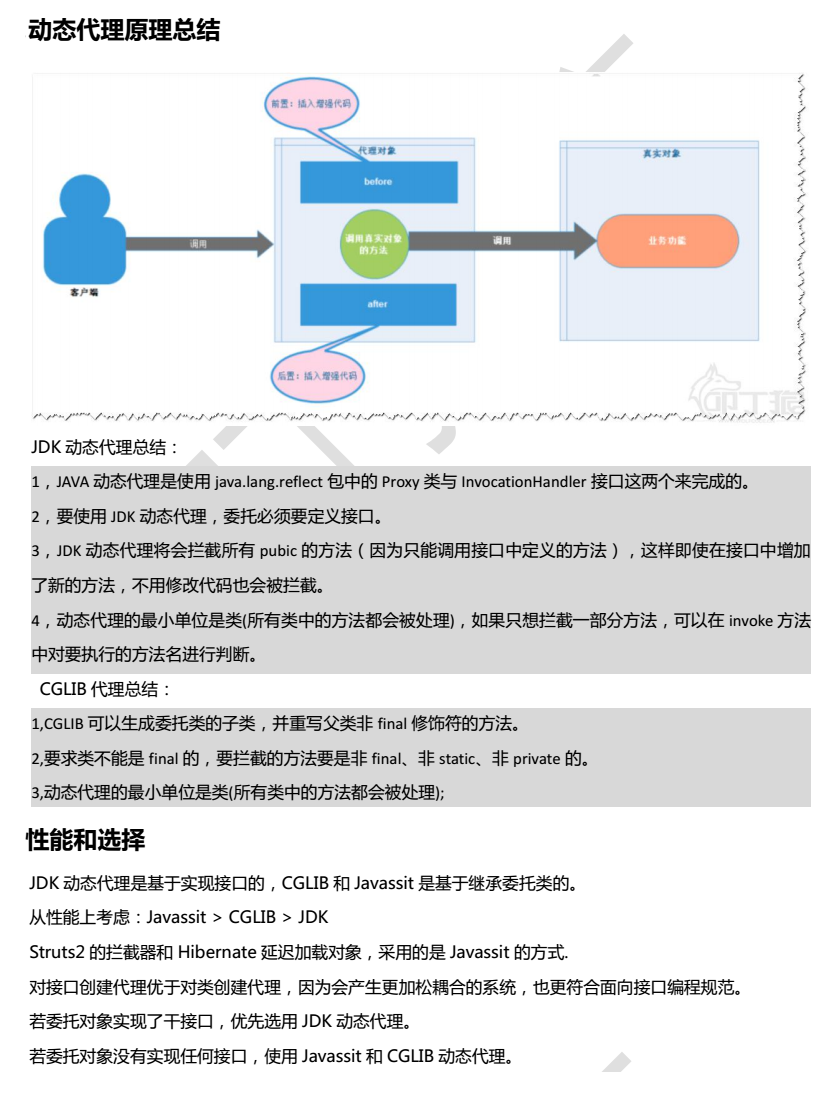 动态代理原理总结
前置：插入增强代码
代理对象
真实对象
before
调用
调用真实对象
的方法
调用
业务功能
客户端
after
后置：插入增强代码
叩丁狼
JDK 动态代理总结：
1，JAVA 动态代理是使用 java.lang.reflect 包中的 Proxy 类与 InvocationHandler 接口这两个来完成的。
2，要使用 JDK 动态代理，委托必须要定义接口。
3，JDK 动态代理将会拦截所有 pubic 的方法（因为只能调用接口中定义的方法），这样即使在接口中增加
了新的方法，不用修改代码也会被拦截。
4，动态代理的最小单位是类(所有类中的方法都会被处理)，如果只想拦截一部分方法，可以在 invoke 方法
中对要执行的方法名进行判断。
CGLIB 代理总结：
1,CGLIB 可以生成委托类的子类，并重写父类非 final 修饰符的方法。
2,要求类不能是 final 的，要拦截的方法要是非 final、非 static、非 private 的。
3,动态代理的最小单位是类(所有类中的方法都会被处理);
性能和选择
JDK 动态代理是基于实现接口的，CGLIB 和 Javassit 是基于继承委托类的。
从性能上考虑：Javassit > CGLIB > JDK
Struts2 的拦截器和 Hibernate 延迟加载对象，采用的是 Javassit 的方式.
对接口创建代理优于对类创建代理，因为会产生更加松耦合的系统，也更符合面向接口编程规范。
若委托对象实现了干接口，优先选用 JDK 动态代理。
若委托对象没有实现任何接口，使用 Javassit 和 CGLIB 动态代理。